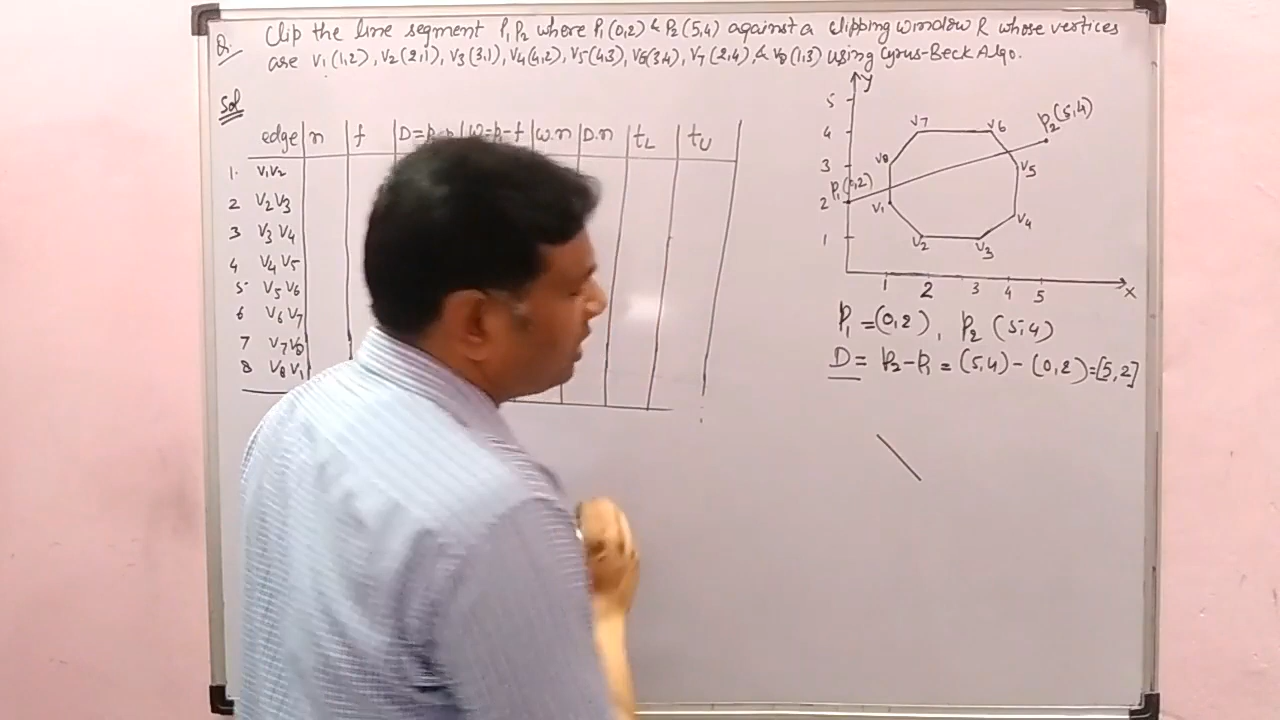 Q:- Clip the line segment P₁P₂ where P₁(0,2) & P₂(5,4) against a clipping window R whose vertices
are V₁(1,2), V₂(2,1), V₃(3,1), V₄(4,2), V₅(4,3), V₆(3,4), V₇(2,4), & V₈(1,3) using Cyrus-Beck Algo.
Sol
edge n f D=P₂-P₁ W=P₁-f W.n D.n tL tU
1. V₁V₂
2 V₂V₃
3 V₃V₄
4 V₄V₅
5 V₅V₆
6 V₆V₇
7 V₇V₈
8 V₈V₁
y
5
4
3
2
1
V₇ V₆ P₂(5,4)
V₈ V₅
P₁(0,2)
V₁ V₄
V₂ V₃
1 2 3 4 5 x
P₁=(0,2), P₂(5,4)
D= P₂-P₁ = (5,4)-(0,2)=[5,2]